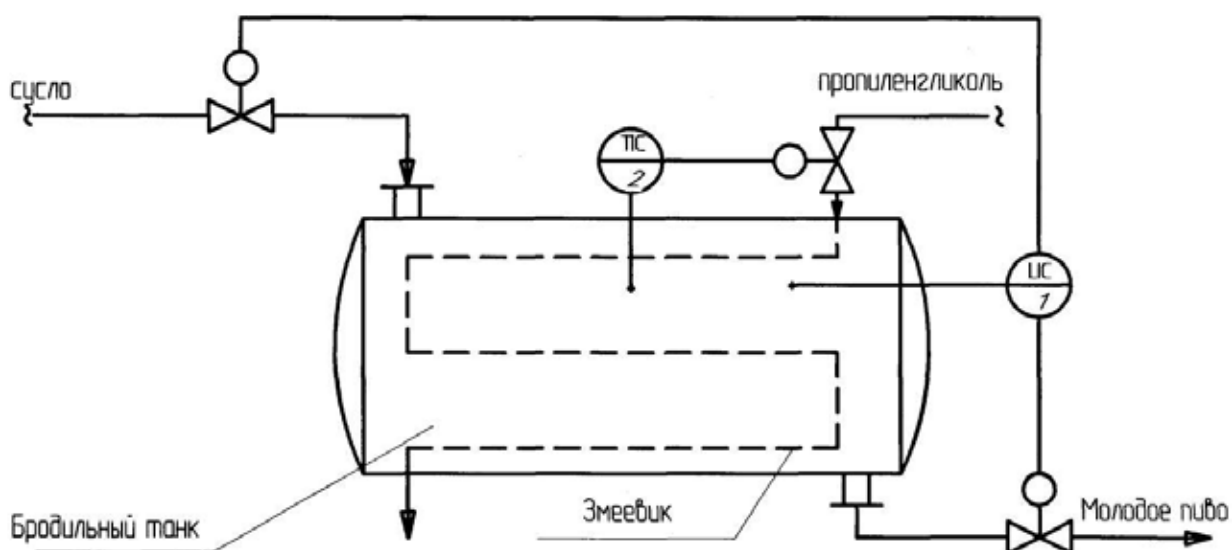 сусло
пропиленгликоль
TIC
2
LIC
1
Бродильный танк
Змеевик
Молодое пиво